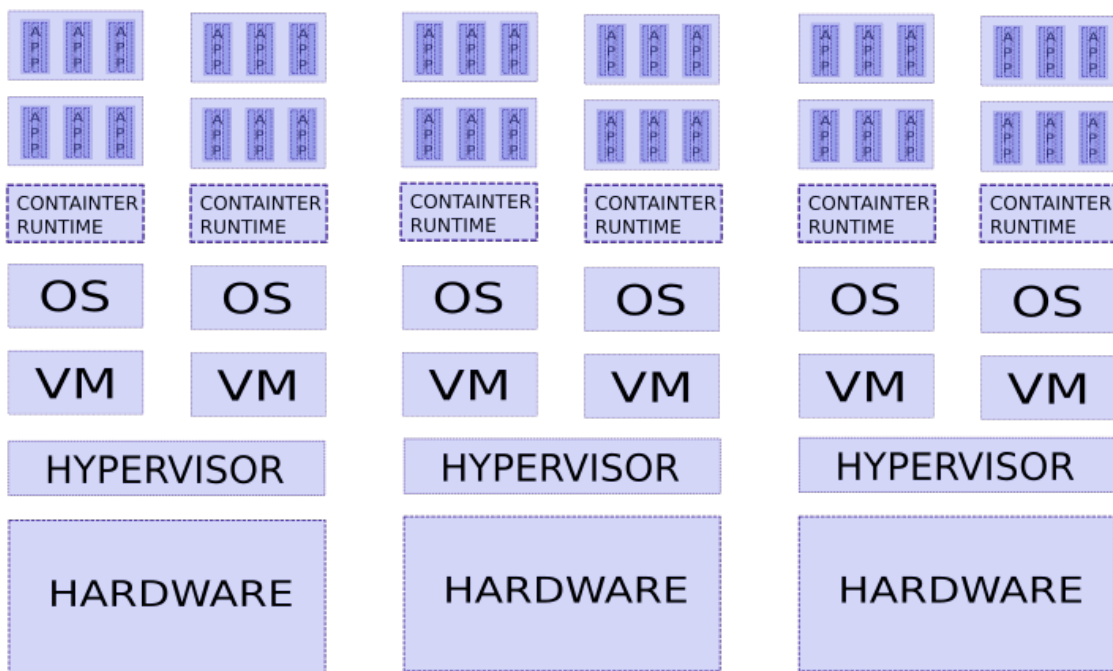 APP APP APP APP APP APP APP APP APP APP APP APP APP APP APP APP APP APP
APP APP APP APP APP APP APP APP APP APP APP APP APP APP APP APP APP APP
CONTAINTER CONTAINTER CONTAINTER CONTAINTER CONTAINTER CONTAINTER
RUNTIME RUNTIME RUNTIME RUNTIME RUNTIME RUNTIME
OS OS OS OS OS OS
VM VM VM VM VM VM
HYPERVISOR HYPERVISOR HYPERVISOR
HARDWARE HARDWARE HARDWARE